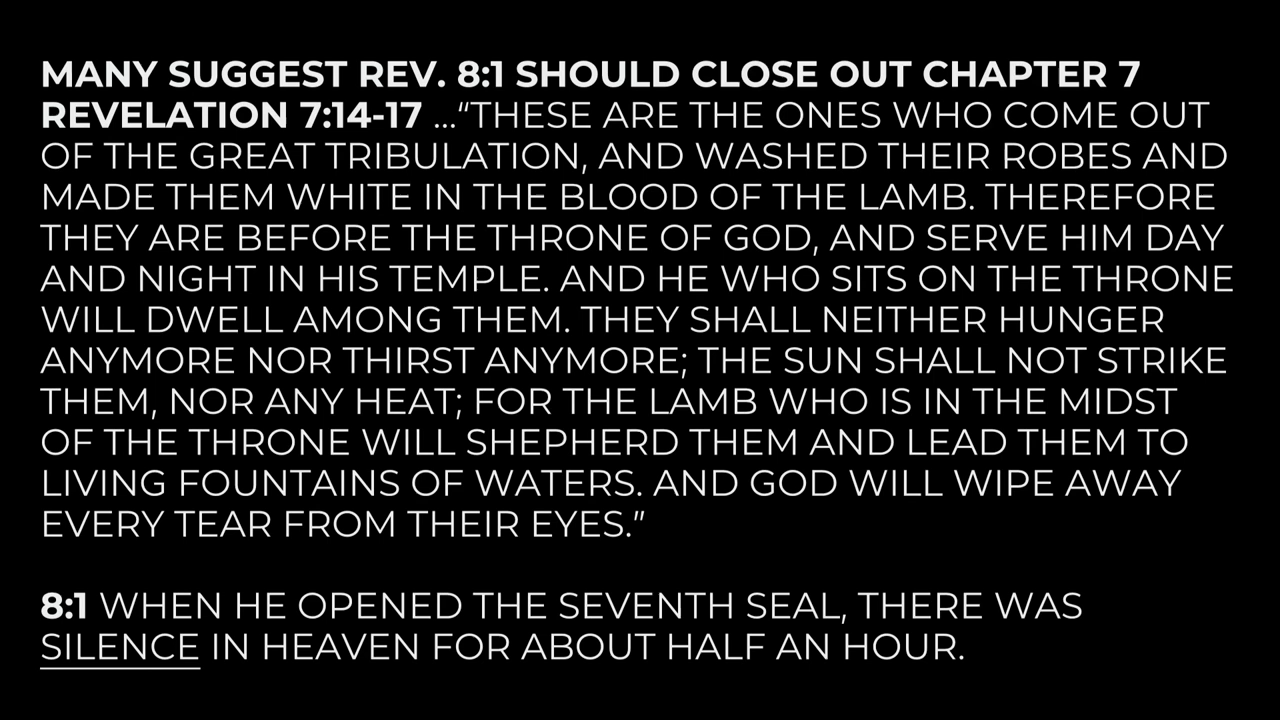 MANY SUGGEST REV. 8:1 SHOULD CLOSE OUT CHAPTER 7
REVELATION 7:14-17 ...“THESE ARE THE ONES WHO COME OUT
OF THE GREAT TRIBULATION, AND WASHED THEIR ROBES AND
MADE THEM WHITE IN THE BLOOD OF THE LAMB. THEREFORE
THEY ARE BEFORE THE THRONE OF GOD, AND SERVE HIM DAY
AND NIGHT IN HIS TEMPLE. AND HE WHO SITS ON THE THRONE
WILL DWELL AMONG THEM. THEY SHALL NEITHER HUNGER
ANYMORE NOR THIRST ANYMORE; THE SUN SHALL NOT STRIKE
THEM, NOR ANY HEAT; FOR THE LAMB WHO IS IN THE MIDST
OF THE THRONE WILL SHEPHERD THEM AND LEAD THEM TO
LIVING FOUNTAINS OF WATERS. AND GOD WILL WIPE AWAY
EVERY TEAR FROM THEIR EYES.”
8:1 WHEN HE OPENED THE SEVENTH SEAL, THERE WAS
SILENCE IN HEAVEN FOR ABOUT HALF AN HOUR.